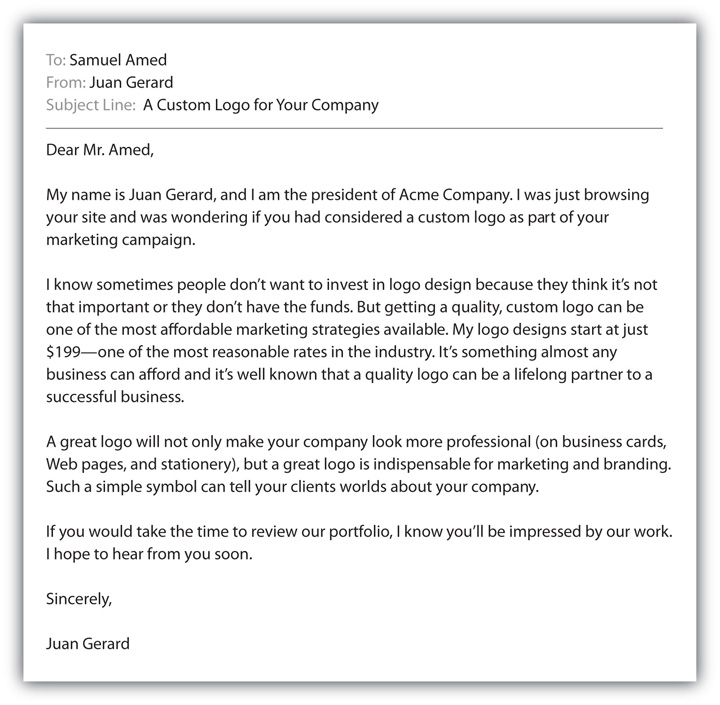 To: Samuel Amed
From: Juan Gerard
Subject Line: A Custom Logo for Your Company
Dear Mr. Amed,
My name is Juan Gerard, and I am the president of Acme Company. I was just browsing
your site and was wondering if you had considered a custom logo as part of your
marketing campaign.
I know sometimes people don’t want to invest in logo design because they think it’s not
that important or they don’t have the funds. But getting a quality, custom logo can be
one of the most affordable marketing strategies available. My logo designs start at just
$199—one of the most reasonable rates in the industry. It’s something almost any
business can afford and it’s well known that a quality logo can be a lifelong partner to a
successful business.
A great logo will not only make your company look more professional (on business cards,
Web pages, and stationery), but a great logo is indispensable for marketing and branding.
Such a simple symbol can tell your clients worlds about your company.
If you would take the time to review our portfolio, I know you’ll be impressed by our work.
I hope to hear from you soon.
Sincerely,
Juan Gerard